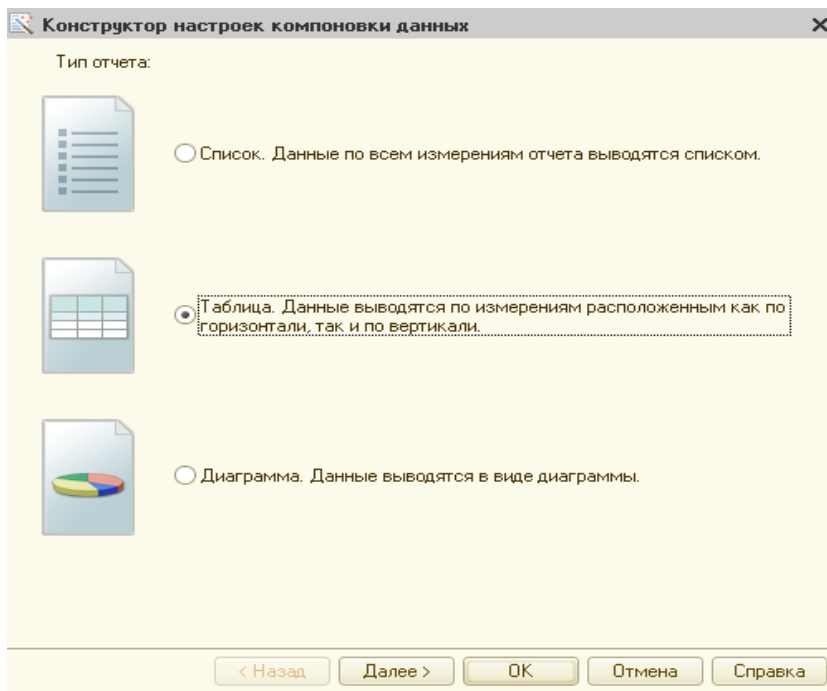 Конструктор настроек компоновки данных
Тип отчета:
Список. Данные по всем измерениям отчета выводятся списком.
Таблица. Данные выводятся по измерениям расположенным как по
горизонтали, так и по вертикали.
Диаграмма. Данные выводятся в виде диаграммы.
< Назад Далее > ОК Отмена Справка